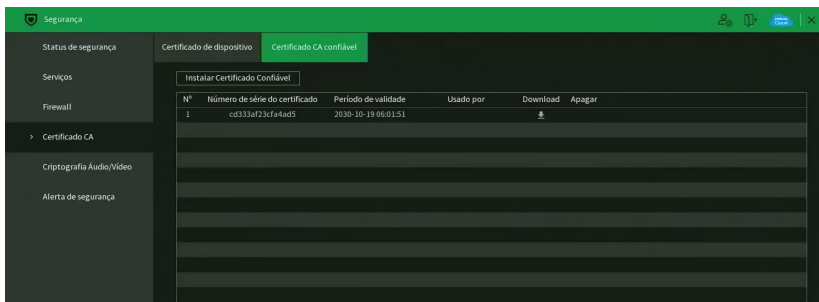 Segurança
Status de segurança
Certificado de dispositivo
Certificado CA confiável
Serviços
Instalar Certificado Confiável
Nº Número de série do certificado Período de validade Usado por Download Apagar
1 cd333af23cfa4ad5 2030-10-19 06:01:51
Firewall
Certificado CA
Criptografia Áudio/Vídeo
Alerta de segurança